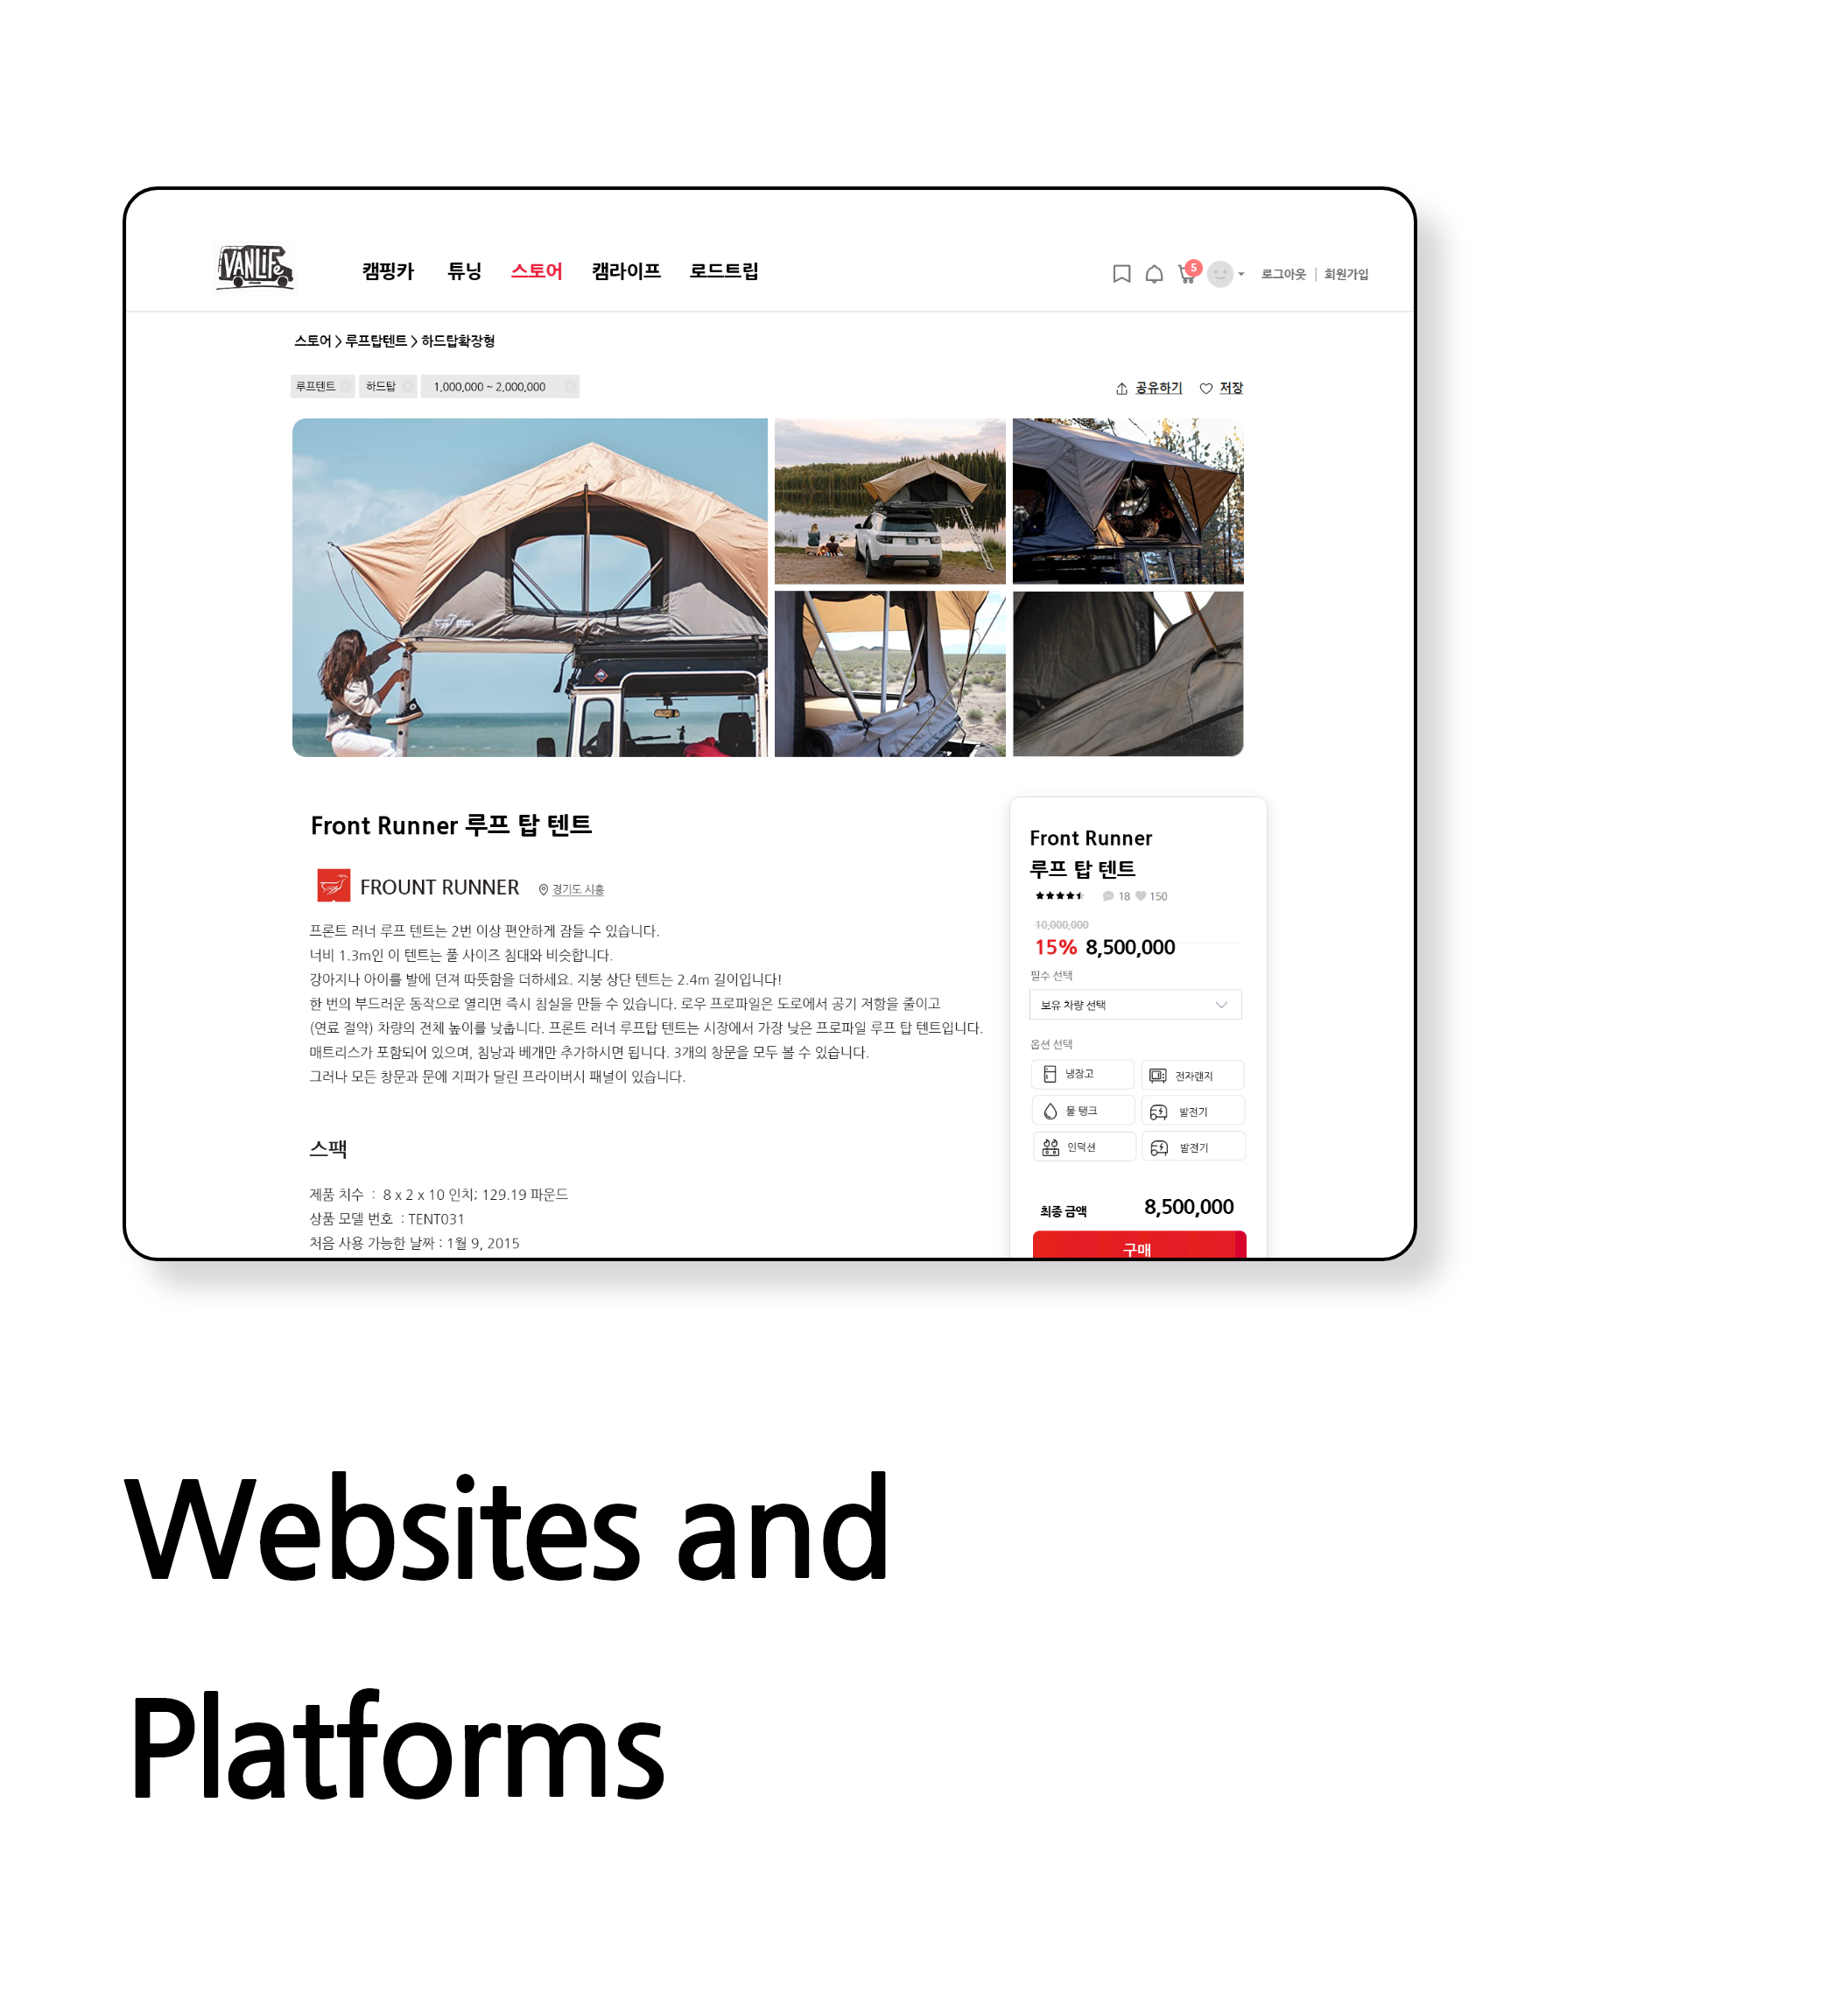 VANLiFe
캠핑카 튜닝 스토어 캠라이프 로드트립
5
로그아웃 | 회원가입
스토어 > 루프탑텐트 > 하드탑확장형
루프텐트 하드탑 1,000,000 ~ 2,000,000
공유하기 저장
Front Runner 루프 탑 텐트
FROUNT RUNNER 경기도 시흥
프론트 러너 루프 텐트는 2번 이상 편안하게 잠들 수 있습니다.
너비 1.3m인 이 텐트는 풀 사이즈 침대와 비슷합니다.
강아지나 아이를 발에 던져 따뜻함을 더하세요. 지붕 상단 텐트는 2.4m 길이입니다!
한 번의 부드러운 동작으로 열리면 즉시 침실을 만들 수 있습니다. 로우 프로파일은 도로에서 공기 저항을 줄이고
(연료 절약) 차량의 전체 높이를 낮춥니다. 프론트 러너 루프탑 텐트는 시장에서 가장 낮은 프로파일 루프 탑 텐트입니다.
매트리스가 포함되어 있으며, 침낭과 베개만 추가하시면 됩니다. 3개의 창문을 모두 볼 수 있습니다.
그러나 모든 창문과 문에 지퍼가 달린 프라이버시 패널이 있습니다.
스팩
제품 치수 : 8 x 2 x 10 인치; 129.19 파운드
상품 모델 번호 : TENT031
처음 사용 가능한 날짜 : 1월 9, 2015
Front Runner
루프 탑 텐트
18 150
10,000,000
15% 8,500,000
필수 선택
보유 차량 선택
옵션 선택
냉장고 전자랜지
물 탱크 발전기
인덕션 발전기
최종 금액 8,500,000
구매
Websites and
Platforms